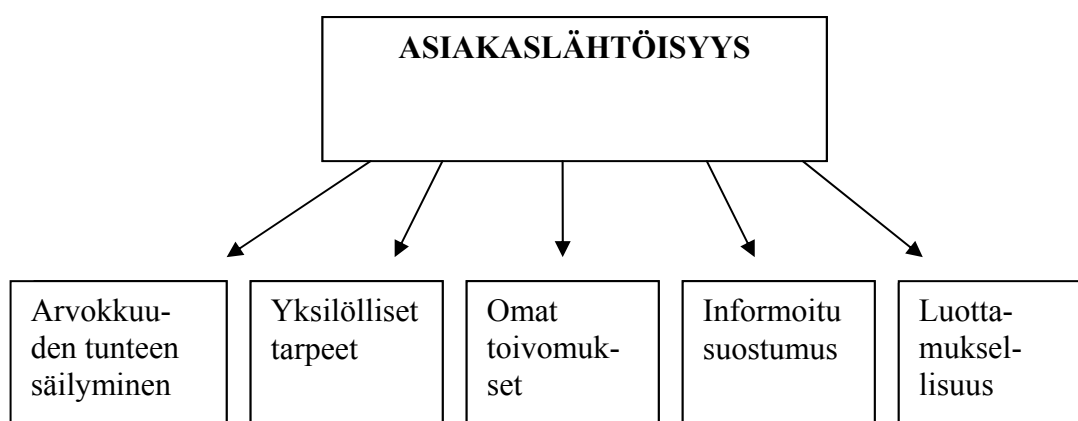 ASIAKASLÄHTÖISYYS
Arvokkuu-
den tunteen
säilyminen
Yksilölliset
tarpeet
Omat
toivomuk-
set
Informoitu
suostumus
Luotta-
muksel-
lisuus